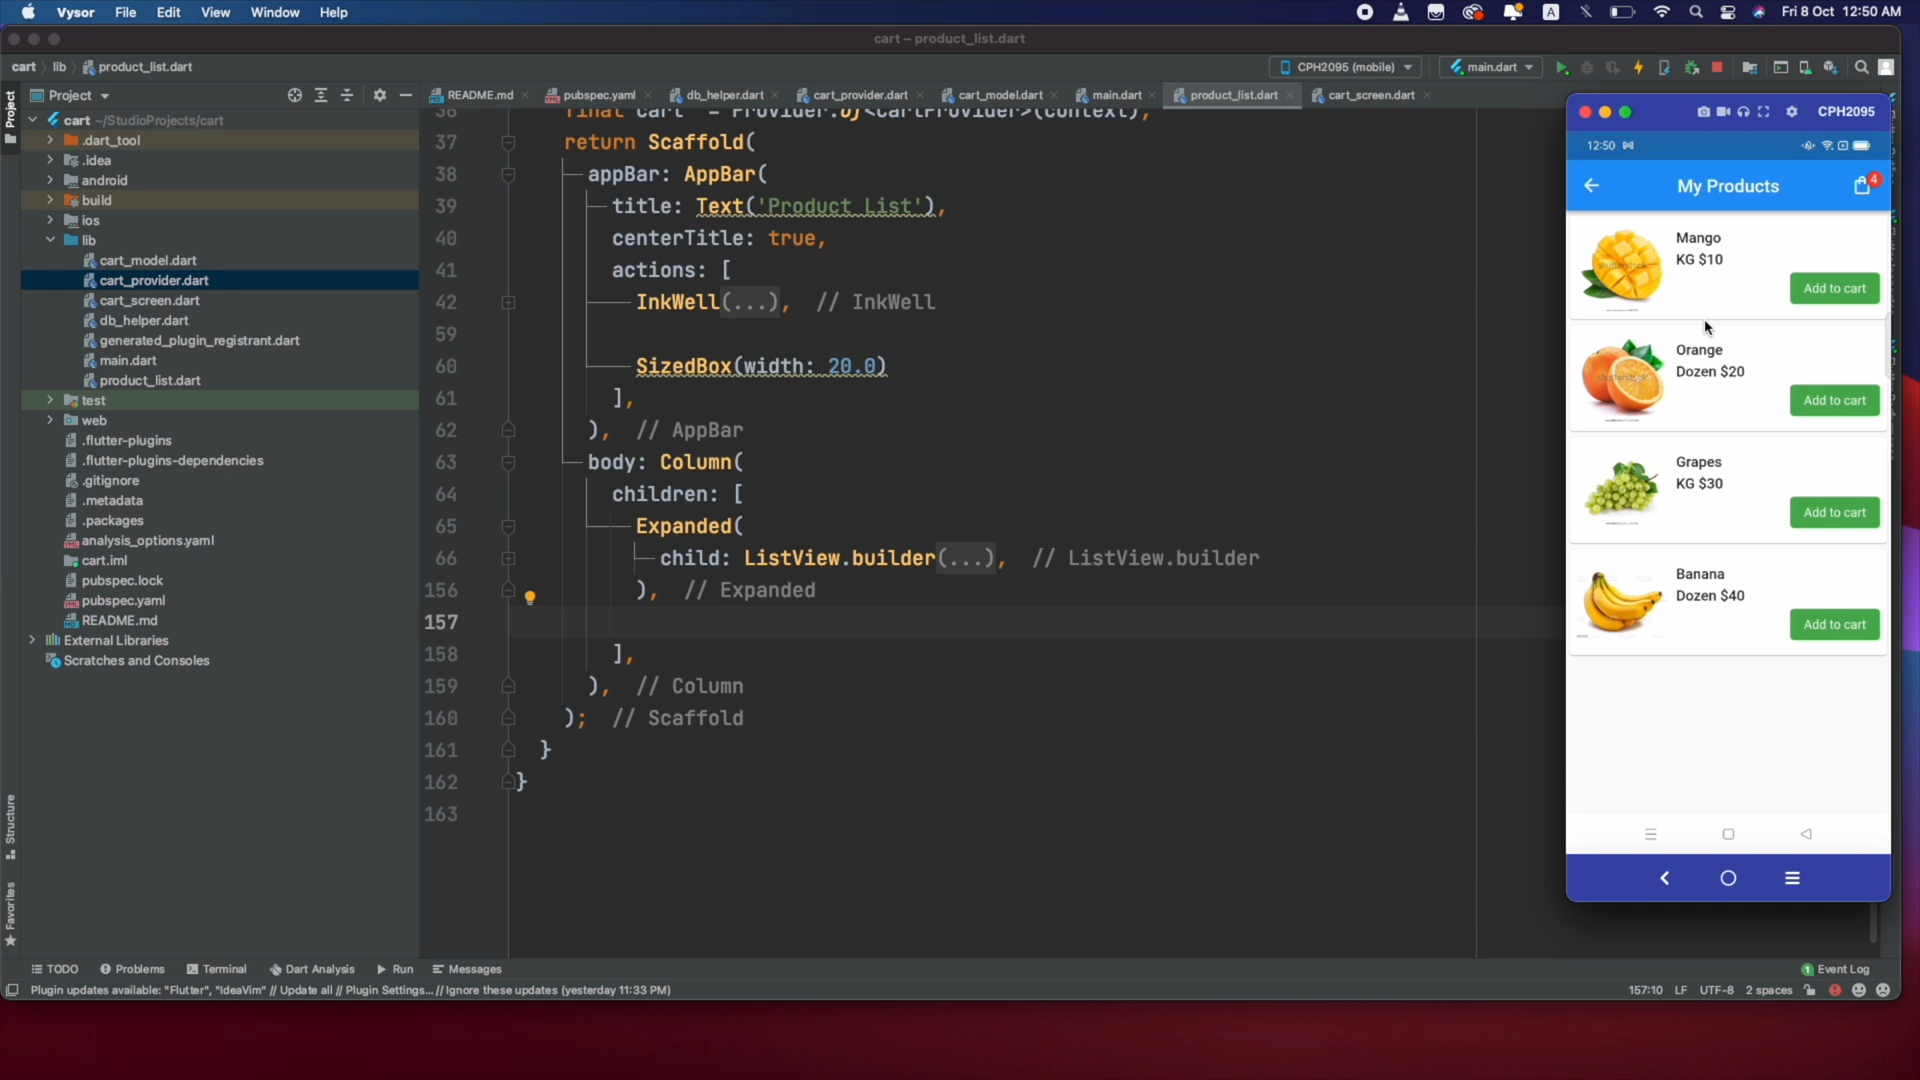 Vysor File Edit View Window Help
A Fri 8 Oct 12:50 AM
cart – product_list.dart
cart lib product_list.dart
CPH2095 (mobile) main.dart
Project
Project
README.md pubspec.yaml db_helper.dart cart_provider.dart cart_model.dart main.dart product_list.dart cart_screen.dart
cart ~/StudioProjects/cart
.dart_tool
.idea
android
build
ios
lib
cart_model.dart
cart_provider.dart
cart_screen.dart
db_helper.dart
generated_plugin_registrant.dart
main.dart
product_list.dart
test
web
.flutter-plugins
.flutter-plugins-dependencies
.gitignore
.metadata
.packages
analysis_options.yaml
cart.iml
pubspec.lock
pubspec.yaml
README.md
External Libraries
Scratches and Consoles
Structure
Favorites
36 final cart = Provider.of<CartProvider>(context);
37 return Scaffold(
38 appBar: AppBar(
39 title: Text('Product List'),
40 centerTitle: true,
41 actions: [
42 InkWell(...), // InkWell
59
60 SizedBox(width: 20.0)
61 ],
62 ), // AppBar
63 body: Column(
64 children: [
65 Expanded(
66 child: ListView.builder(...), // ListView.builder
156 ), // Expanded
157
158 ],
159 ), // Column
160 ); // Scaffold
161 }
162 }
163
CPH2095
12:50
My Products 4
Mango
KG $10
Add to cart
Orange
Dozen $20
Add to cart
Grapes
KG $30
Add to cart
Banana
Dozen $40
Add to cart
TODO Problems Terminal Dart Analysis Run Messages 1 Event Log
Plugin updates available: "Flutter", "IdeaVim" // Update all // Plugin Settings... // Ignore these updates (yesterday 11:33 PM) 157:10 LF UTF-8 2 spaces